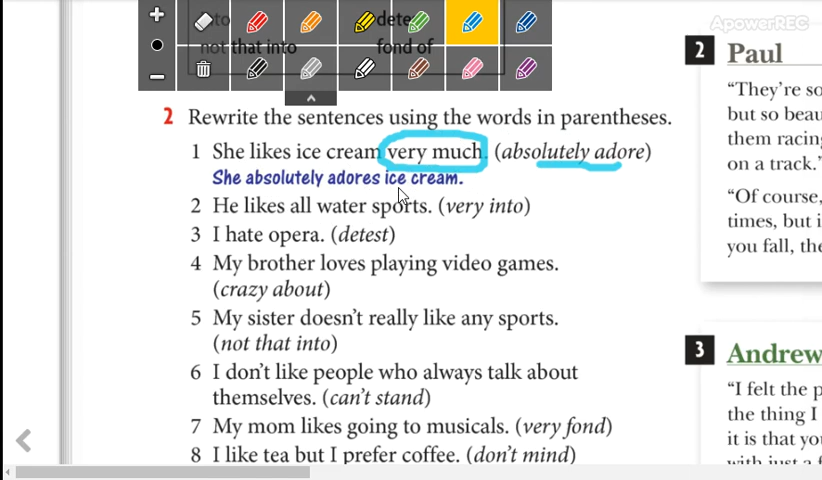 to
dete
not that into
fond of
ApowerREC
2 Rewrite the sentences using the words in parentheses.
1 She likes ice cream very much. (absolutely adore)
She absolutely adores ice cream.
2 He likes all water sports. (very into)
3 I hate opera. (detest)
4 My brother loves playing video games.
(crazy about)
5 My sister doesn't really like any sports.
(not that into)
6 I don't like people who always talk about
themselves. (can't stand)
7 My mom likes going to musicals. (very fond)
8 I like tea but I prefer coffee. (don't mind)
2 Paul
"They're so
but so beau
them racing
on a track."
"Of course,
times, but i
you fall, the
3 Andrew
"I felt the p
the thing I
it is that you
with just a f